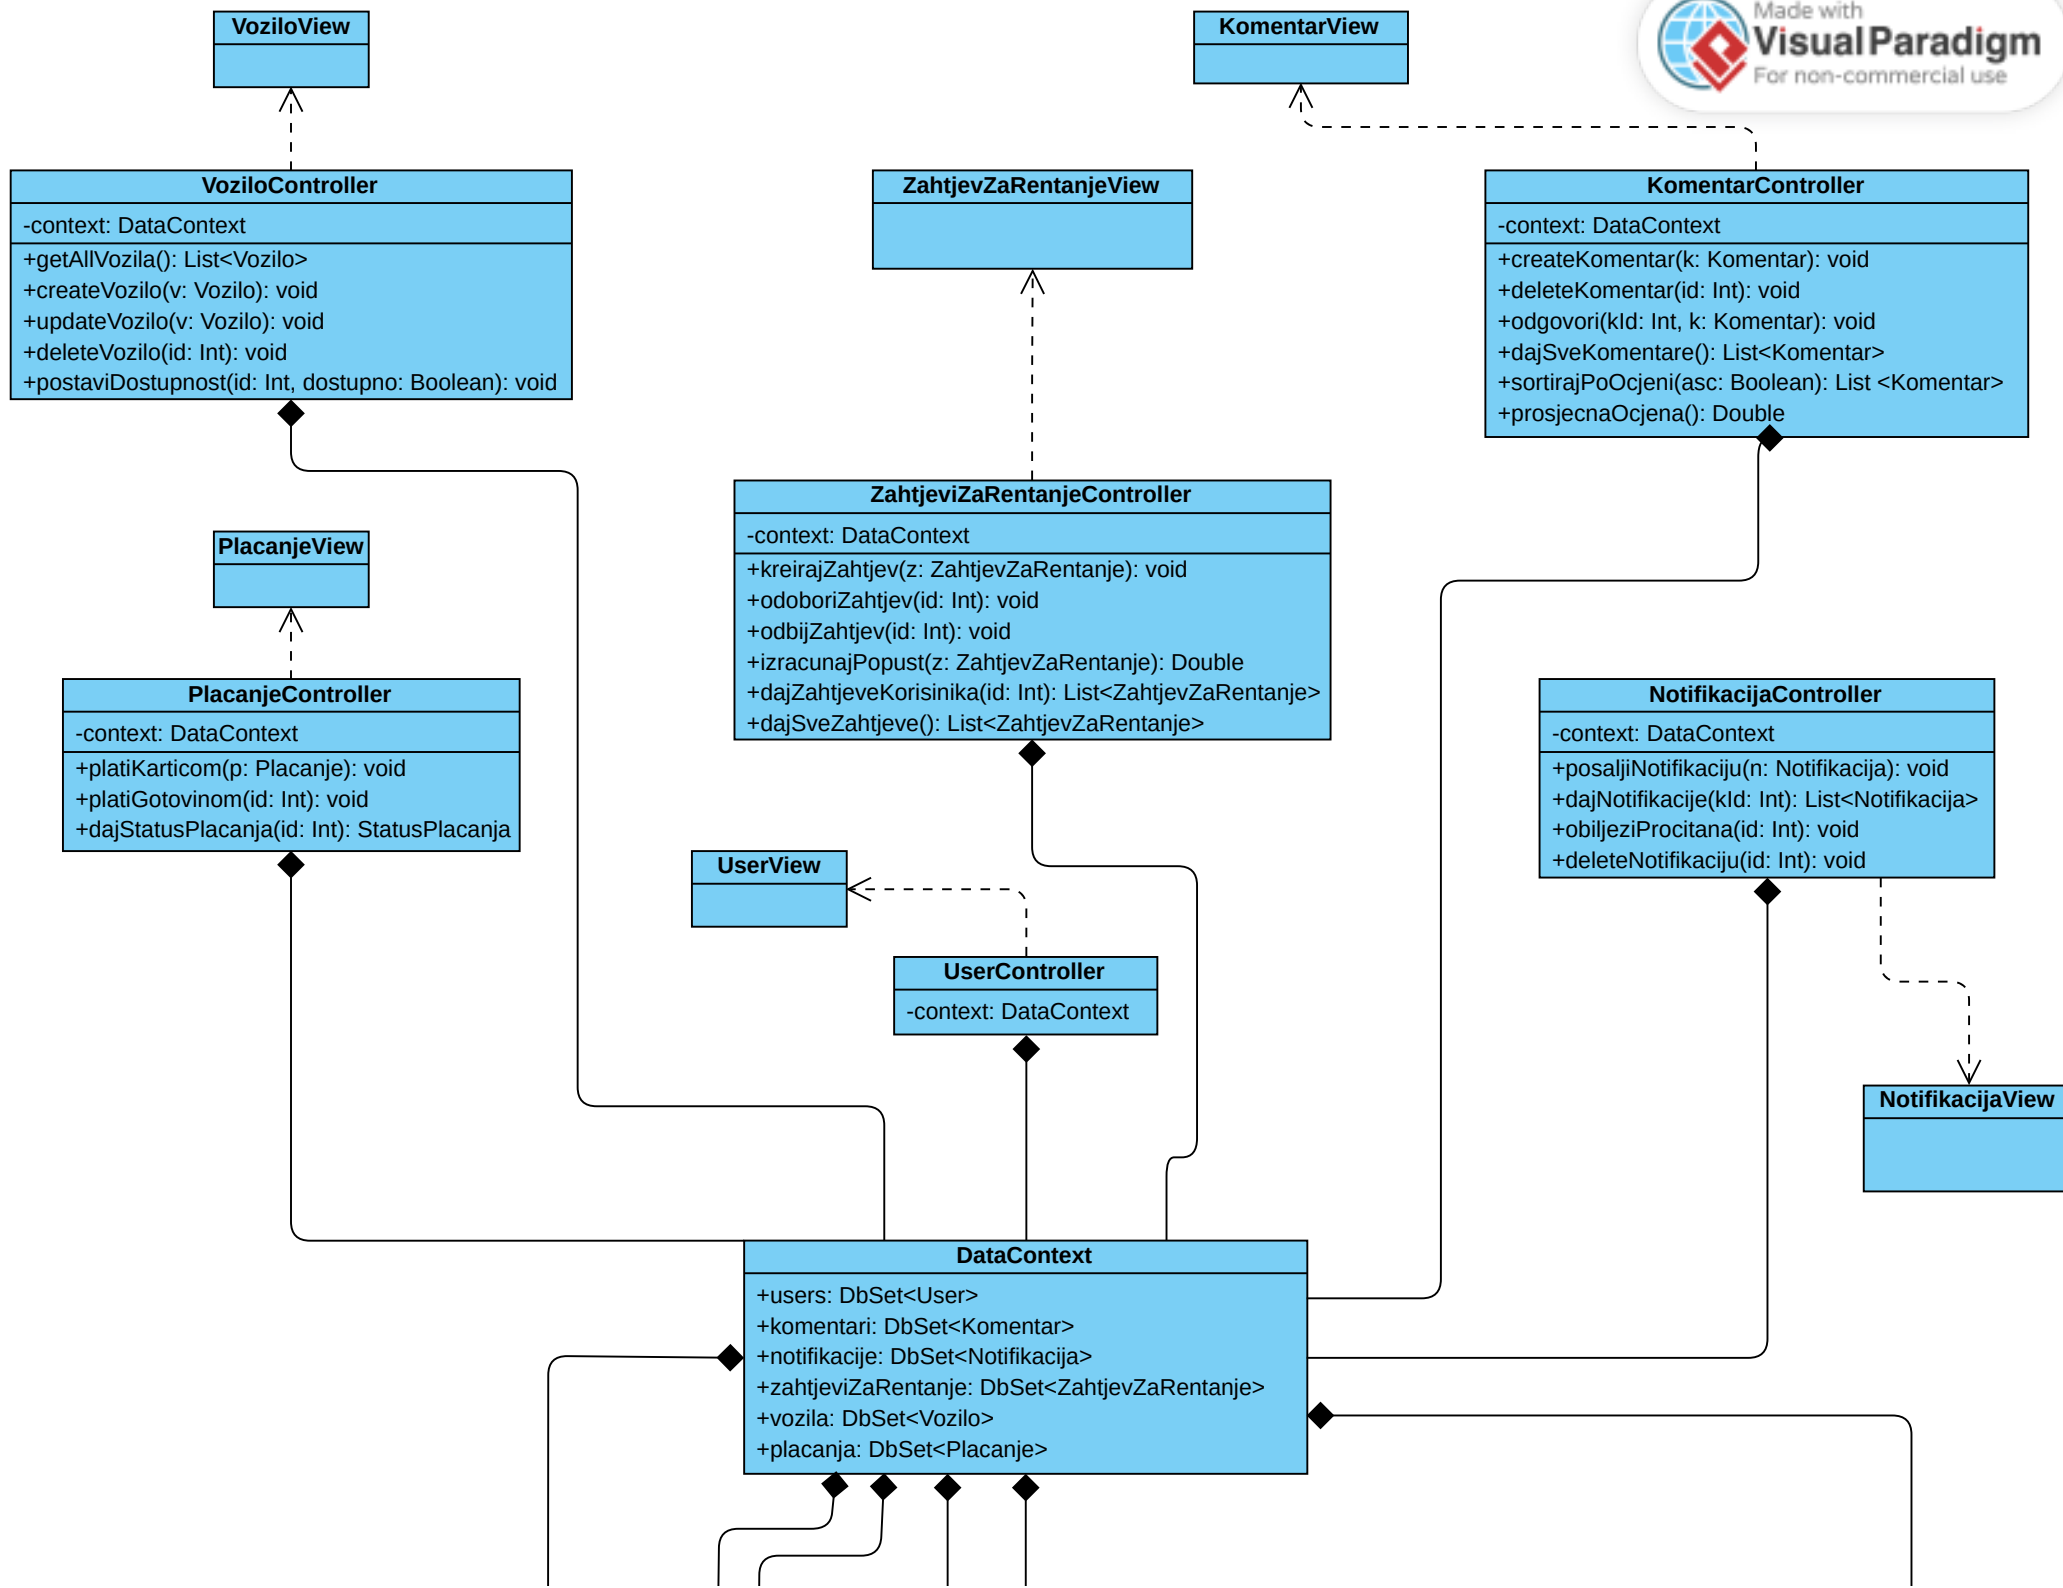 VoziloView
KomentarView
Made with
Visual Paradigm
For non-commercial use
VoziloController
-context: DataContext
+getAllVozila(): List<Vozilo>
+createVozilo(v: Vozilo): void
+updateVozilo(v: Vozilo): void
+deleteVozilo(id: Int): void
+postaviDostupnost(id: Int, dostupno: Boolean): void
ZahtjevZaRentanjeView
KomentarController
-context: DataContext
+createKomentar(k: Komentar): void
+deleteKomentar(id: Int): void
+odgovori(kId: Int, k: Komentar): void
+dajSveKomentare(): List<Komentar>
+sortirajPoOcjeni(asc: Boolean): List <Komentar>
+prosjecnaOcjena(): Double
ZahtjeviZaRentanjeController
-context: DataContext
+kreirajZahtjev(z: ZahtjevZaRentanje): void
+odoboriZahtjev(id: Int): void
+odbijZahtjev(id: Int): void
+izracunajPopust(z: ZahtjevZaRentanje): Double
+dajZahtjeveKorisinika(id: Int): List<ZahtjevZaRentanje>
+dajSveZahtjeve(): List<ZahtjevZaRentanje>
PlacanjeView
PlacanjeController
-context: DataContext
+platiKarticom(p: Placanje): void
+platiGotovinom(id: Int): void
+dajStatusPlacanja(id: Int): StatusPlacanja
NotifikacijaController
-context: DataContext
+posaljiNotifikaciju(n: Notifikacija): void
+dajNotifikacije(kId: Int): List<Notifikacija>
+obiljeziProcitana(id: Int): void
+deleteNotifikaciju(id: Int): void
UserView
UserController
-context: DataContext
NotifikacijaView
DataContext
+users: DbSet<User>
+komentari: DbSet<Komentar>
+notifikacije: DbSet<Notifikacija>
+zahtjeviZaRentanje: DbSet<ZahtjevZaRentanje>
+vozila: DbSet<Vozilo>
+placanja: DbSet<Placanje>